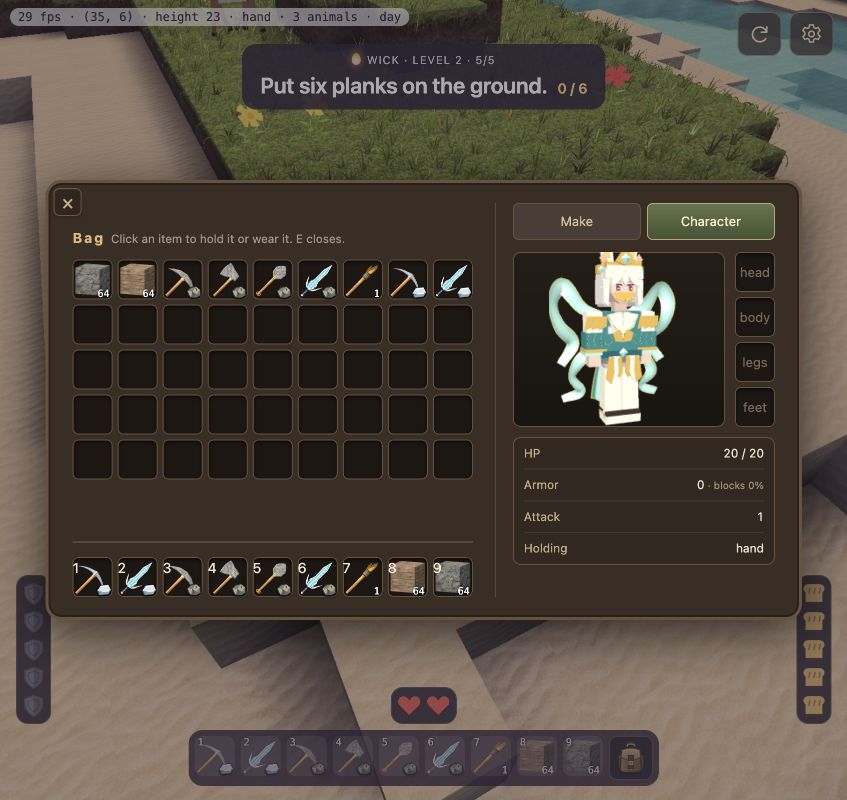 29 fps · (35, 6) · height 23 · hand · 3 animals · day
WICK · LEVEL 2 · 5/5
Put six planks on the ground. 0 / 6
×
Bag Click an item to hold it or wear it. E closes.
64 64 1
1 2 3 4 5 6 7 8 9
1 64 64
Make Character
head
body
legs
feet
HP 20 / 20
Armor 0 · blocks 0%
Attack 1
Holding hand
1 2 3 4 5 6 7 8 9
1 64 64